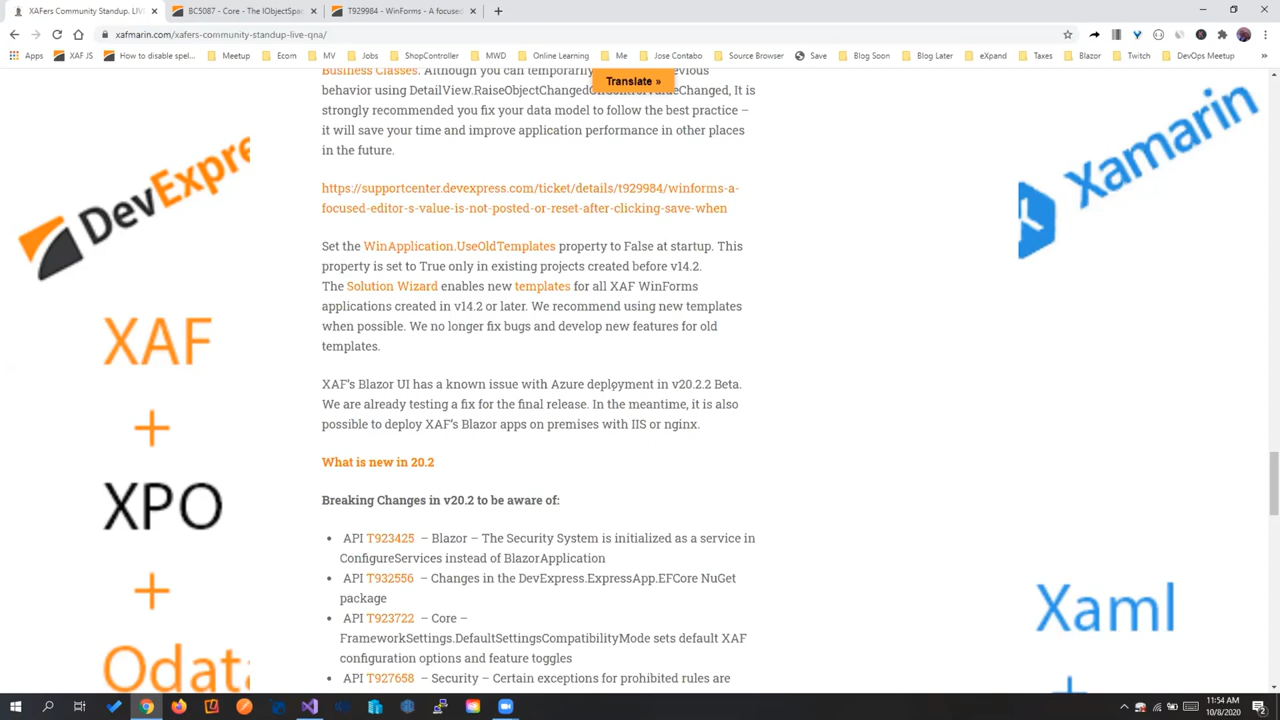 XAFers Community Standup. LIVE
BC5087 - Core - The IObjectSpac
T929984 - WinForms - A focused
xafmarin.com/xafers-community-standup-live-qna/
Apps
XAF JS
How to disable spel...
Meetup
Ecom
MV
Jobs
ShopController
MWD
Online Learning
Me
Jose Contabo
Source Browser
Save
Blog Soon
Blog Later
eXpand
Taxes
Blazor
Twitch
DevOps Meetup
Translate »
Business Classes. Although you can temporarily
behavior using DetailView.RaiseObjectChangedOnControlValueChanged, It is
strongly recommended you fix your data model to follow the best practice –
it will save your time and improve application performance in other places
in the future.
https://supportcenter.devexpress.com/ticket/details/t929984/winforms-a-
focused-editor-s-value-is-not-posted-or-reset-after-clicking-save-when
Set the WinApplication.UseOldTemplates property to False at startup. This
property is set to True only in existing projects created before v14.2.
The Solution Wizard enables new templates for all XAF WinForms
applications created in v14.2 or later. We recommend using new templates
when possible. We no longer fix bugs and develop new features for old
templates.
XAF's Blazor UI has a known issue with Azure deployment in v20.2.2 Beta.
We are already testing a fix for the final release. In the meantime, it is also
possible to deploy XAF's Blazor apps on premises with IIS or nginx.
What is new in 20.2
Breaking Changes in v20.2 to be aware of:
• API T923425 – Blazor – The Security System is initialized as a service in
ConfigureServices instead of BlazorApplication
• API T932556 – Changes in the DevExpress.ExpressApp.EFCore NuGet
package
• API T923722 – Core –
FrameworkSettings.DefaultSettingsCompatibilityMode sets default XAF
configuration options and feature toggles
• API T927658 – Security – Certain exceptions for prohibited rules are
DevExpre
XAF
+
XPO
+
Odata
Xamarin
Xaml
+
11:54 AM
10/8/2020
2